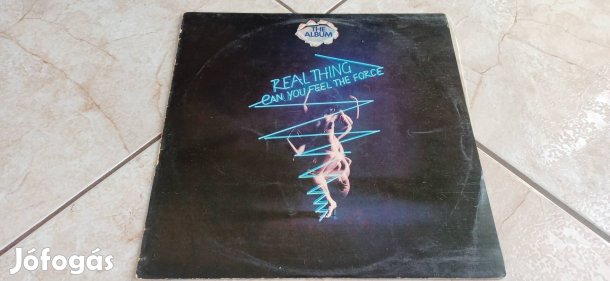 THE
ALBUM
REAL THING
CAN YOU FEEL THE FORCE
Jófogás